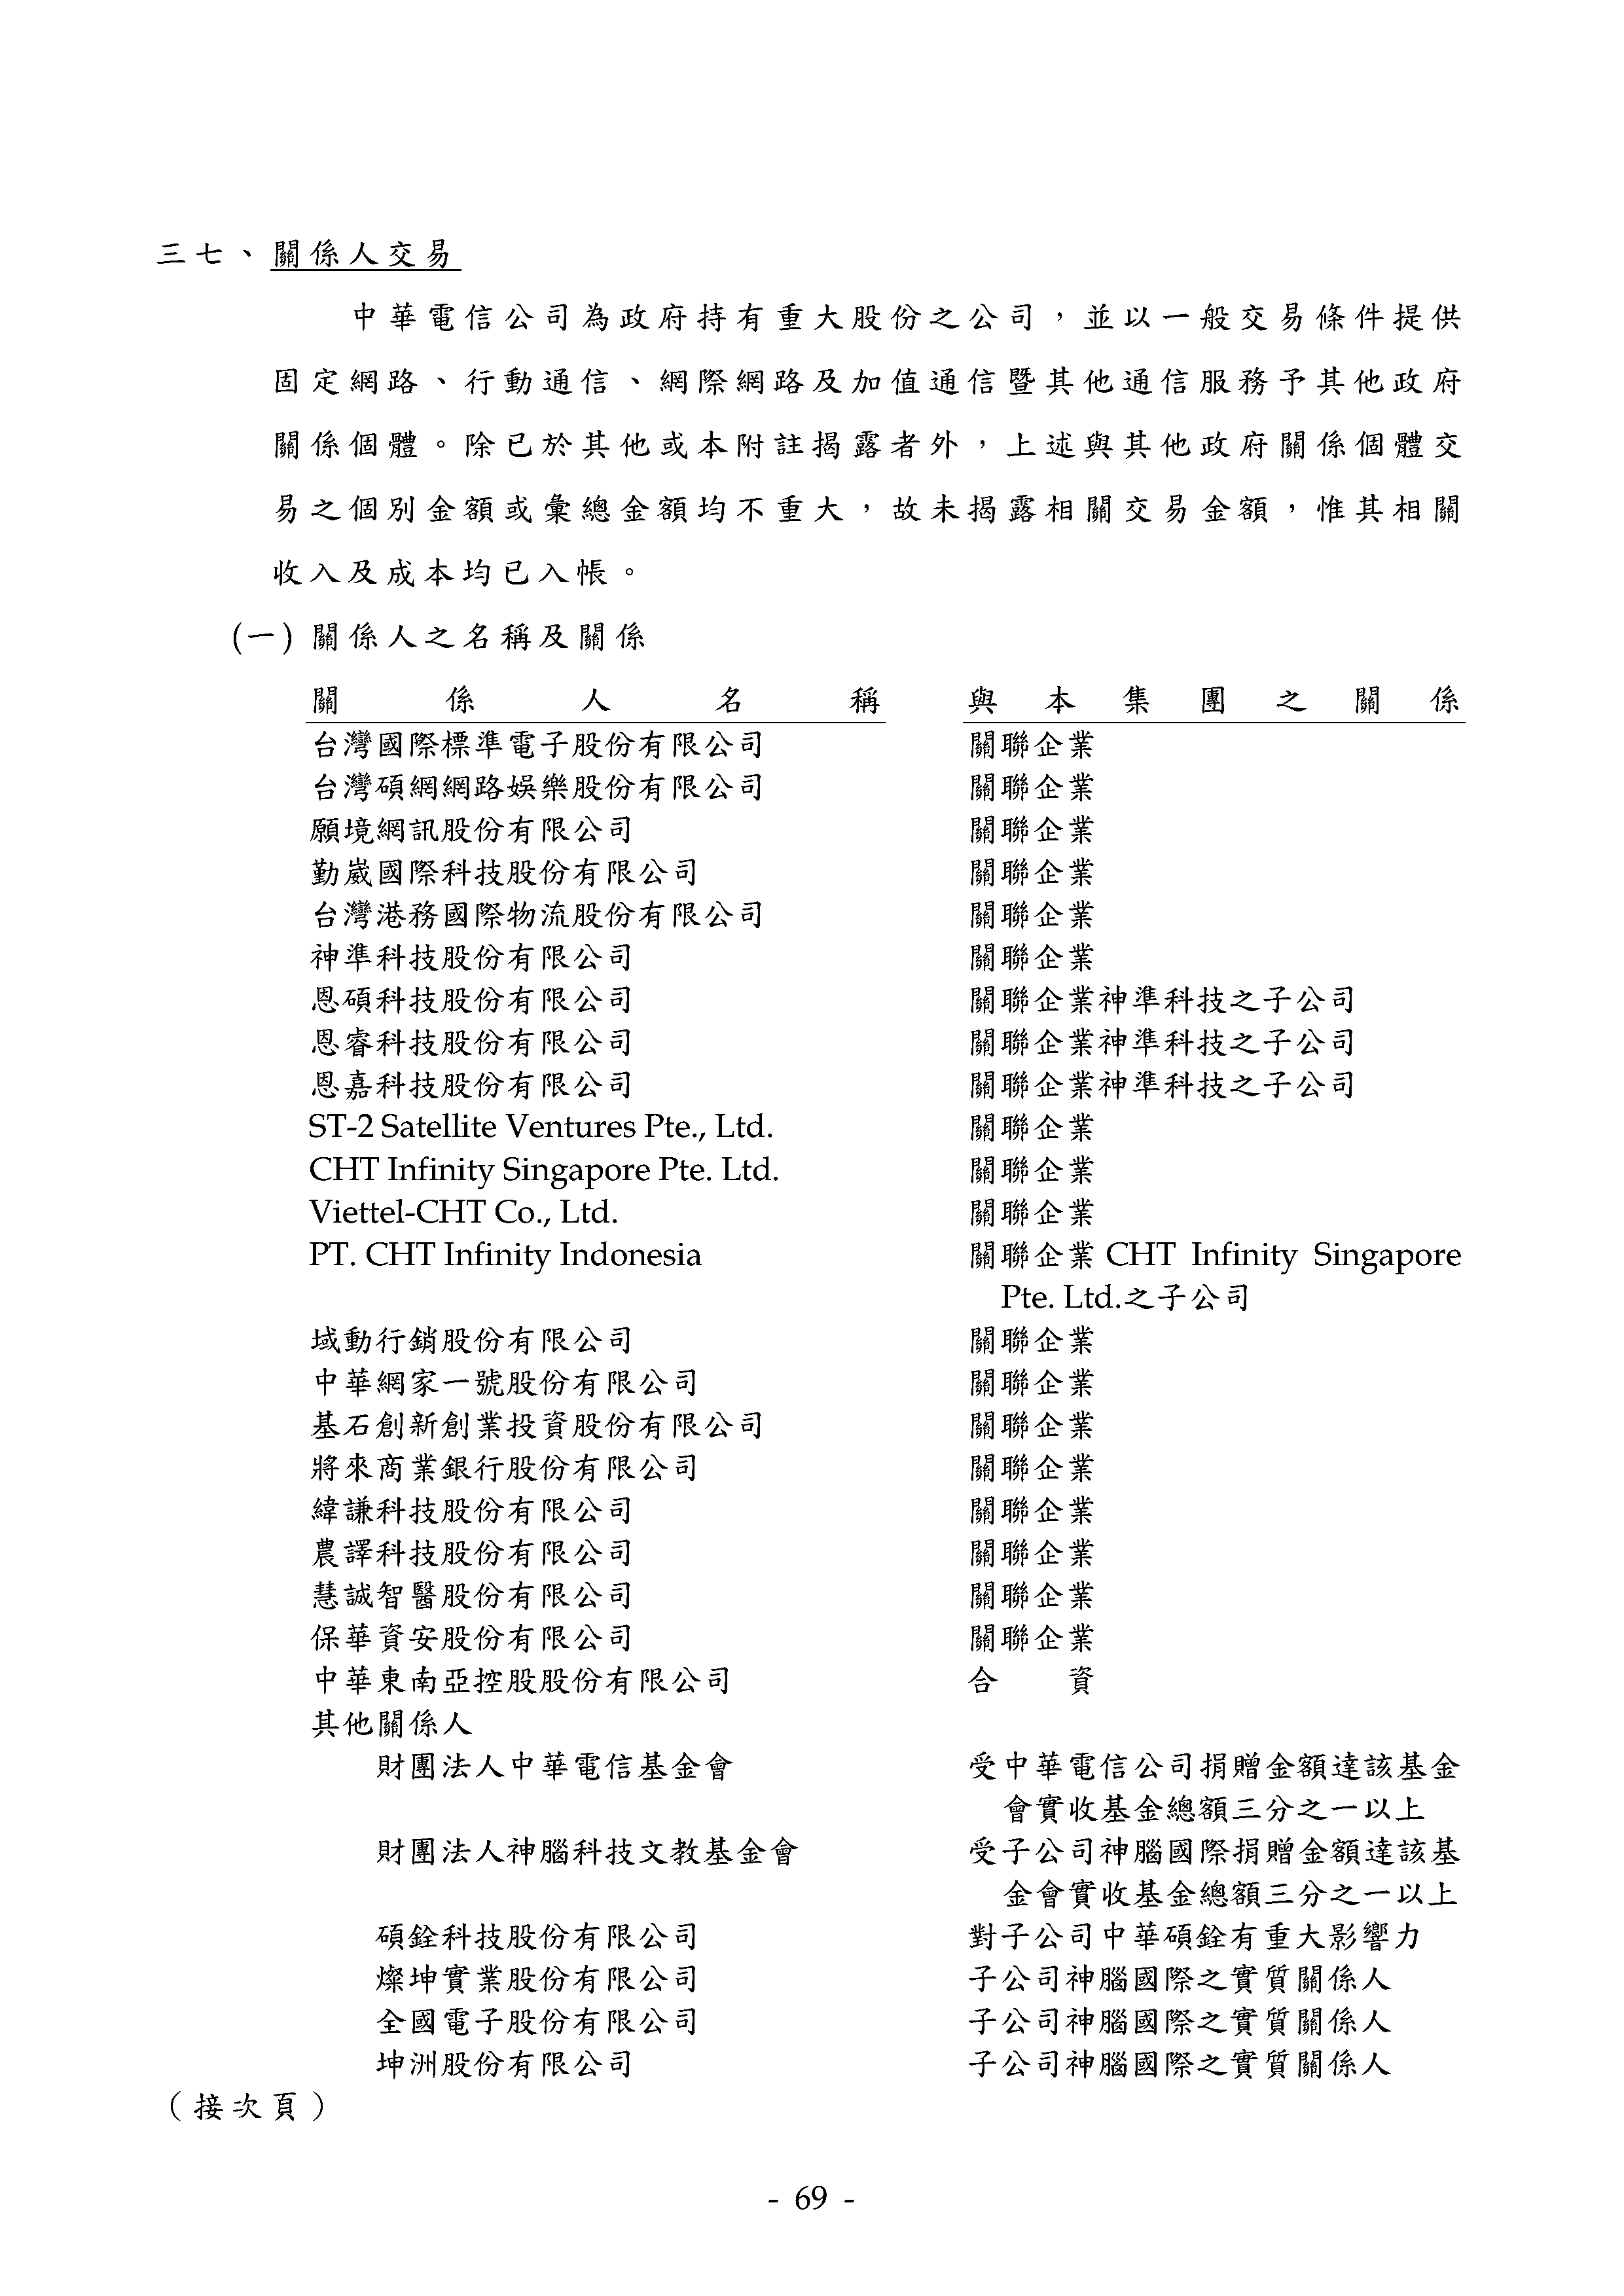 三七、關係人交易
中華電信公司為政府持有重大股份之公司，並以一般交易條件提供
固定網路、行動通信、網際網路及加值通信暨其他通信服務予其他政府
關係個體。除已於其他或本附註揭露者外，上述與其他政府關係個體交
易之個別金額或彙總金額均不重大，故未揭露相關交易金額，惟其相關
收入及成本均已入帳。
(一) 關係人之名稱及關係
關係人名稱 與本集團之關係
台灣國際標準電子股份有限公司 關聯企業
台灣碩網網路娛樂股份有限公司 關聯企業
願境網訊股份有限公司 關聯企業
勤崴國際科技股份有限公司 關聯企業
台灣港務國際物流股份有限公司 關聯企業
神準科技股份有限公司 關聯企業
恩碩科技股份有限公司 關聯企業神準科技之子公司
恩睿科技股份有限公司 關聯企業神準科技之子公司
恩嘉科技股份有限公司 關聯企業神準科技之子公司
ST-2 Satellite Ventures Pte., Ltd. 關聯企業
CHT Infinity Singapore Pte. Ltd. 關聯企業
Viettel-CHT Co., Ltd. 關聯企業
PT. CHT Infinity Indonesia 關聯企業 CHT Infinity Singapore
Pte. Ltd.之子公司
域動行銷股份有限公司 關聯企業
中華網家一號股份有限公司 關聯企業
基石創新創業投資股份有限公司 關聯企業
將來商業銀行股份有限公司 關聯企業
緯謙科技股份有限公司 關聯企業
農譯科技股份有限公司 關聯企業
慧誠智醫股份有限公司 關聯企業
保華資安股份有限公司 關聯企業
中華東南亞控股股份有限公司 合資
其他關係人
財團法人中華電信基金會 受中華電信公司捐贈金額達該基金
會實收基金總額三分之一以上
財團法人神腦科技文教基金會 受子公司神腦國際捐贈金額達該基
金會實收基金總額三分之一以上
碩銓科技股份有限公司 對子公司中華碩銓有重大影響力
燦坤實業股份有限公司 子公司神腦國際之實質關係人
全國電子股份有限公司 子公司神腦國際之實質關係人
坤洲股份有限公司 子公司神腦國際之實質關係人
（接次頁）
- 69 -